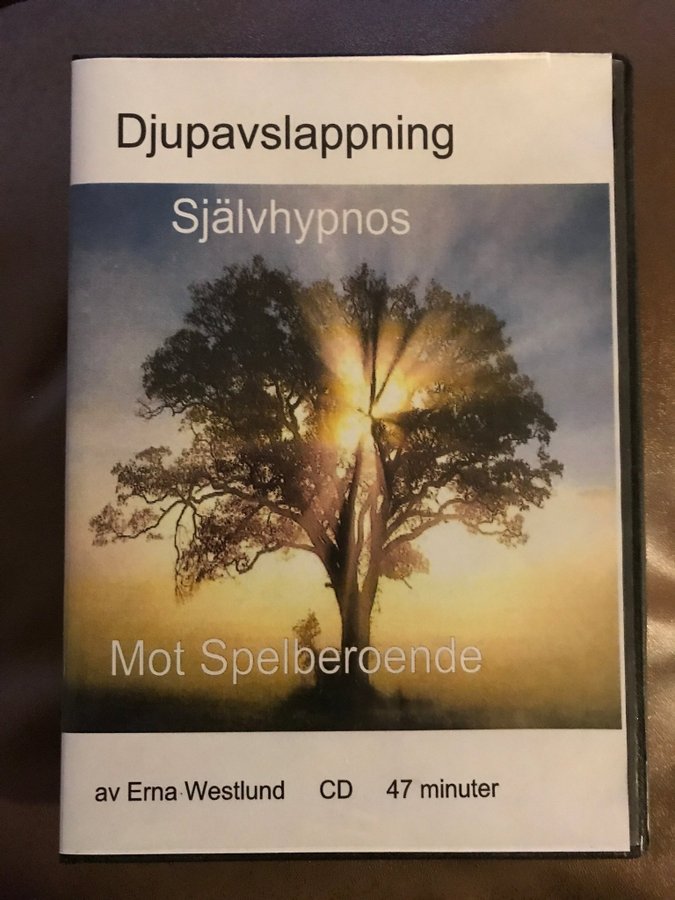 Djupavslappning
Självhypnos
Mot Spelberoende
av Erna Westlund CD 47 minuter